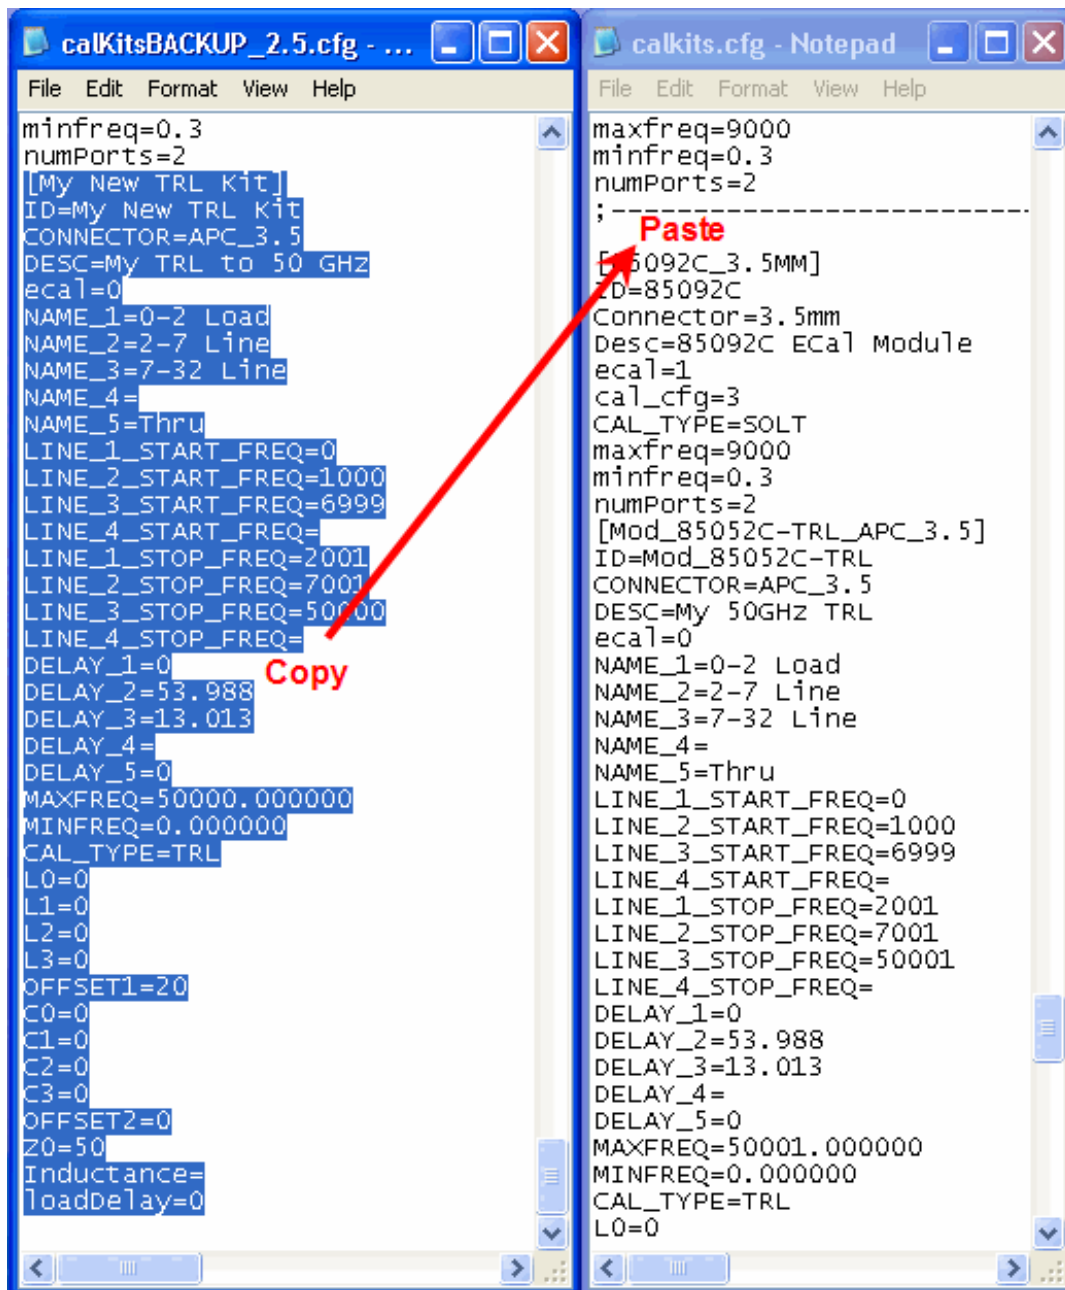 calKitsBACKUP_2.5.cfg - ...
File Edit Format View Help
minfreq=0.3
numPorts=2
[My New TRL Kit]
ID=My New TRL Kit
CONNECTOR=APC_3.5
DESC=My TRL to 50 GHz
ecal=0
NAME_1=0-2 Load
NAME_2=2-7 Line
NAME_3=7-32 Line
NAME_4=
NAME_5=Thru
LINE_1_START_FREQ=0
LINE_2_START_FREQ=1000
LINE_3_START_FREQ=6999
LINE_4_START_FREQ=
LINE_1_STOP_FREQ=2001
LINE_2_STOP_FREQ=7001
LINE_3_STOP_FREQ=50000
LINE_4_STOP_FREQ=
DELAY_1=0
Copy
DELAY_2=53.988
DELAY_3=13.013
DELAY_4=
DELAY_5=0
MAXFREQ=50000.000000
MINFREQ=0.000000
CAL_TYPE=TRL
L0=0
L1=0
L2=0
L3=0
OFFSET1=20
C0=0
C1=0
C2=0
C3=0
OFFSET2=0
Z0=50
Inductance=
loadDelay=0
calkits.cfg - Notepad
File Edit Format View Help
maxfreq=9000
minfreq=0.3
numPorts=2
;--------------------------
Paste
[85092C_3.5MM]
ID=85092C
Connector=3.5mm
Desc=85092C ECal Module
ecal=1
cal_cfg=3
CAL_TYPE=SOLT
maxfreq=9000
minfreq=0.3
numPorts=2
[Mod_85052C-TRL_APC_3.5]
ID=Mod_85052C-TRL
CONNECTOR=APC_3.5
DESC=My 50GHz TRL
ecal=0
NAME_1=0-2 Load
NAME_2=2-7 Line
NAME_3=7-32 Line
NAME_4=
NAME_5=Thru
LINE_1_START_FREQ=0
LINE_2_START_FREQ=1000
LINE_3_START_FREQ=6999
LINE_4_START_FREQ=
LINE_1_STOP_FREQ=2001
LINE_2_STOP_FREQ=7001
LINE_3_STOP_FREQ=50001
LINE_4_STOP_FREQ=
DELAY_1=0
DELAY_2=53.988
DELAY_3=13.013
DELAY_4=
DELAY_5=0
MAXFREQ=50001.000000
MINFREQ=0.000000
CAL_TYPE=TRL
L0=0